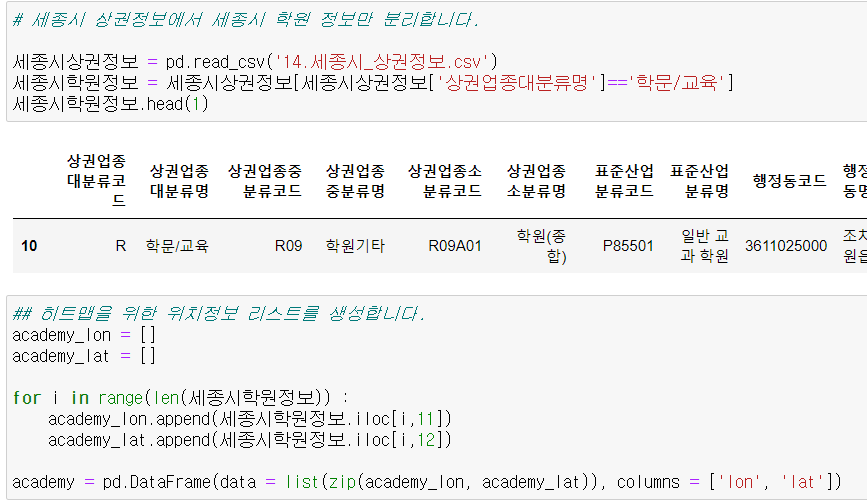 # 세종시 상권정보에서 세종시 학원 정보만 분리합니다.
세종시상권정보 = pd.read_csv('14.세종시_상권정보.csv')
세종시학원정보 = 세종시상권정보[세종시상권정보['상권업종대분류명']=='학문/교육']
세종시학원정보.head(1)
상권업종대분류코드 상권업종대분류명 상권업종중분류코드 상권업종중분류명 상권업종소분류코드 상권업종소분류명 표준산업분류코드 표준산업분류명 행정동코드
10 R 학문/교육 R09 학원기타 R09A01 학원(종합) P85501 일반 교과 학원 3611025000
## 히트맵을 위한 위치정보 리스트를 생성합니다.
academy_lon = []
academy_lat = []
for i in range(len(세종시학원정보)) :
    academy_lon.append(세종시학원정보.iloc[i,11])
    academy_lat.append(세종시학원정보.iloc[i,12])
academy = pd.DataFrame(data = list(zip(academy_lon, academy_lat)), columns = ['lon', 'lat'])